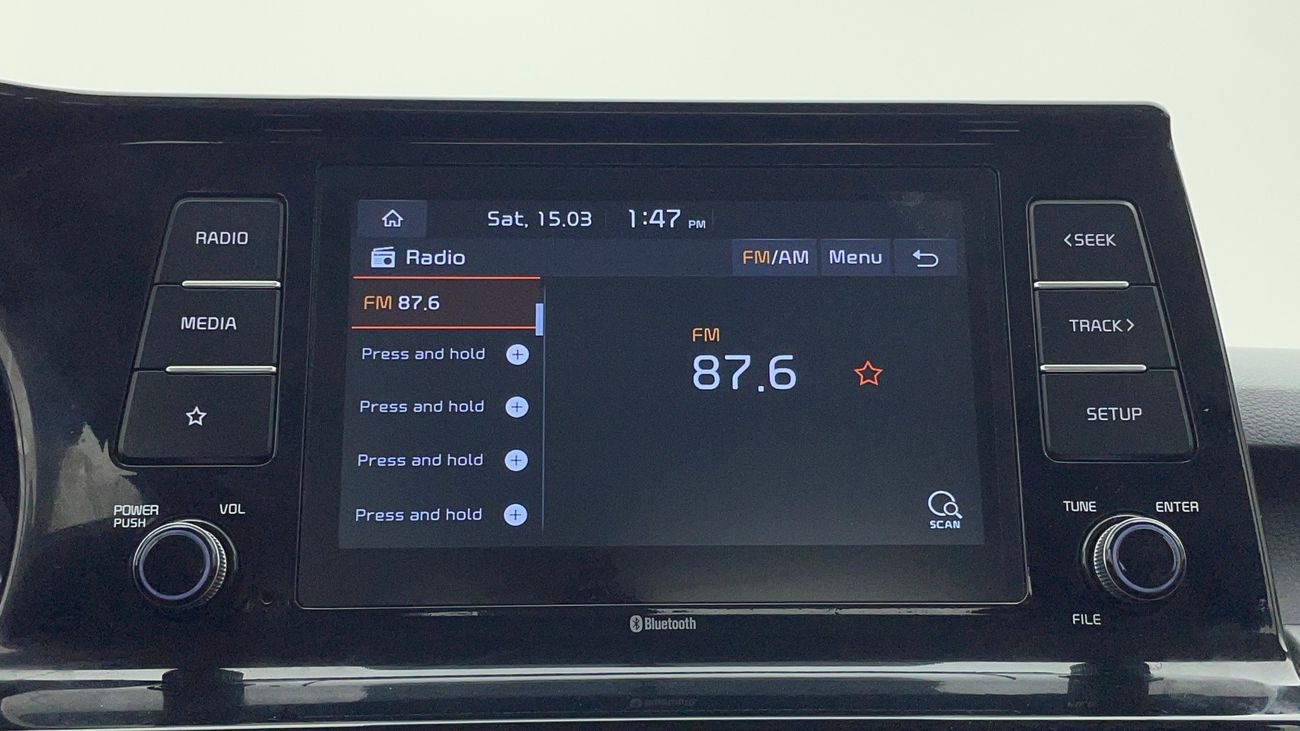 RADIO
MEDIA
POWER
PUSH
VOL
Sat, 15.03 1:47 PM
Radio
FM/AM Menu
FM 87.6
Press and hold
Press and hold
Press and hold
Press and hold
FM
87.6
SCAN
Bluetooth
<SEEK
TRACK>
SETUP
TUNE
ENTER
FILE